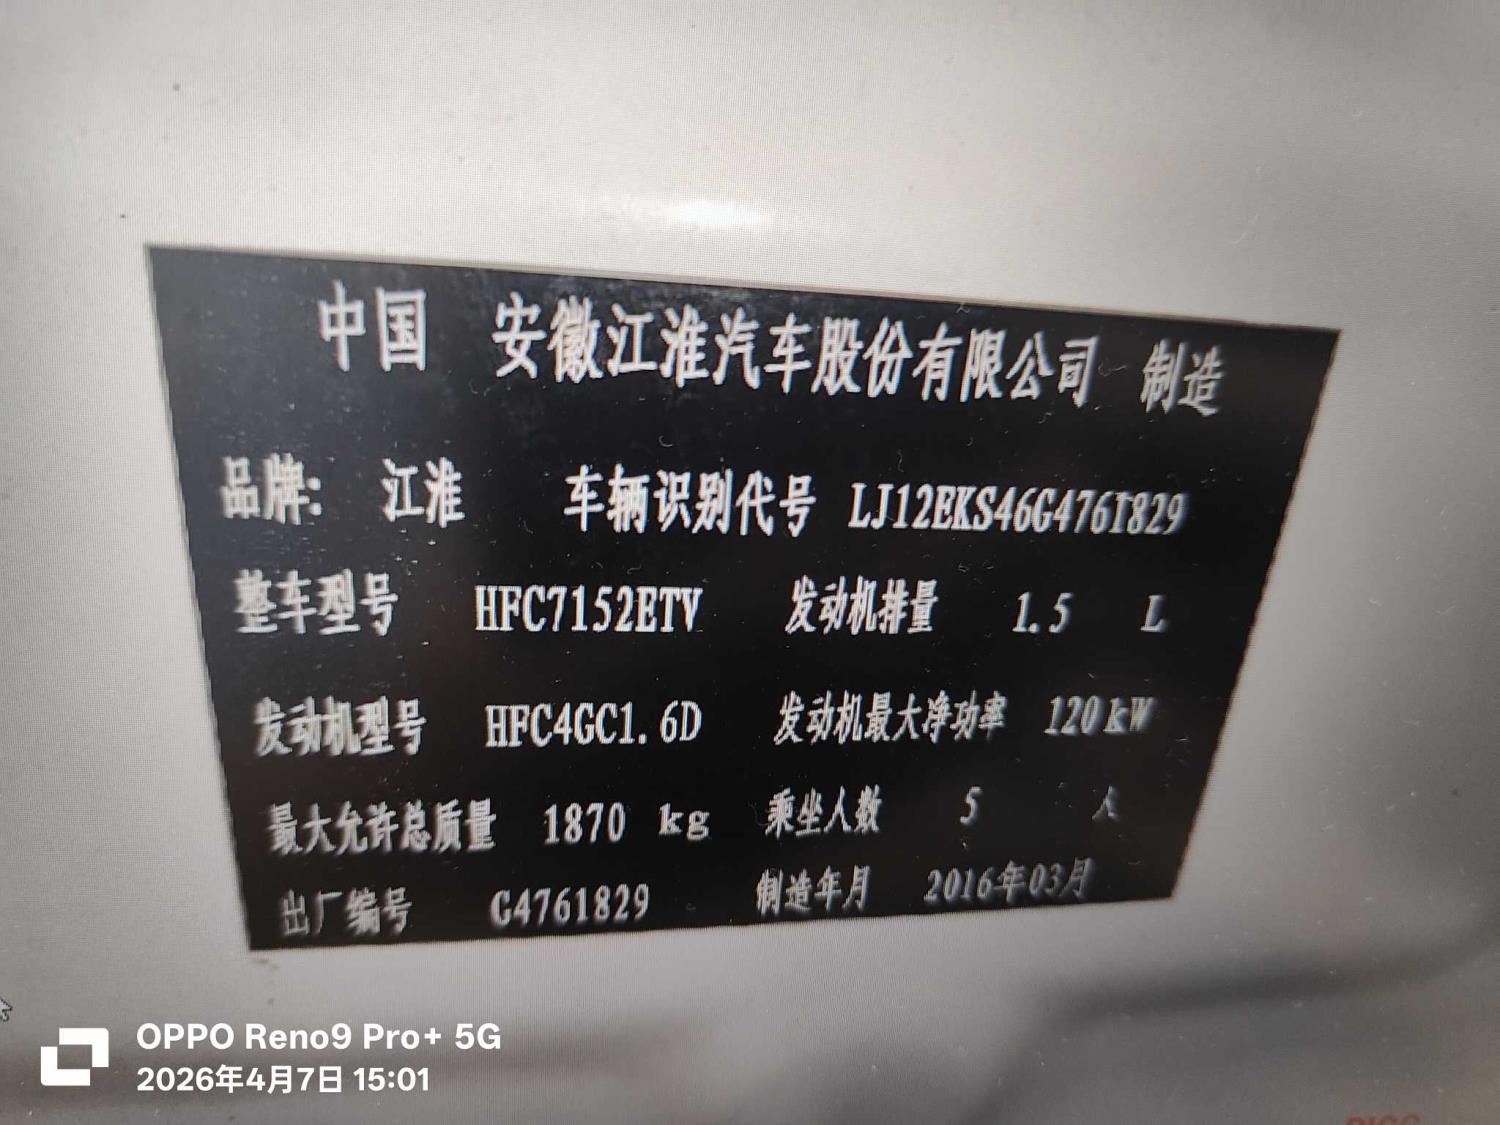 中国 安徽江淮汽车股份有限公司 制造
品牌: 江淮 车辆识别代号 LJ12EKS46G4761829
整车型号 HFC7152ETV 发动机排量 1.5 L
发动机型号 HFC4GC1.6D 发动机最大净功率 120kW
最大允许总质量 1870 kg 乘坐人数 5 人
出厂编号 G4761829 制造年月 2016年03月
OPPO Reno9 Pro+ 5G
2026年4月7日 15:01